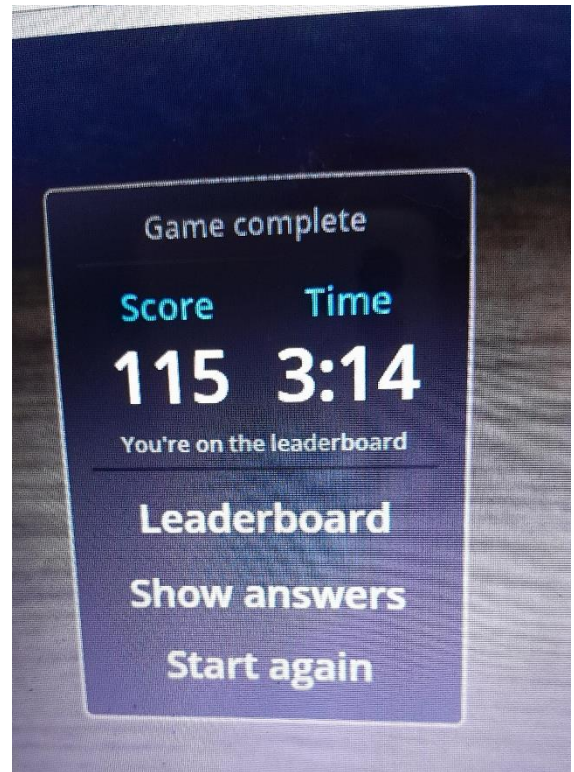 Game complete
Score Time
115 3:14
You're on the leaderboard
Leaderboard
Show answers
Start again